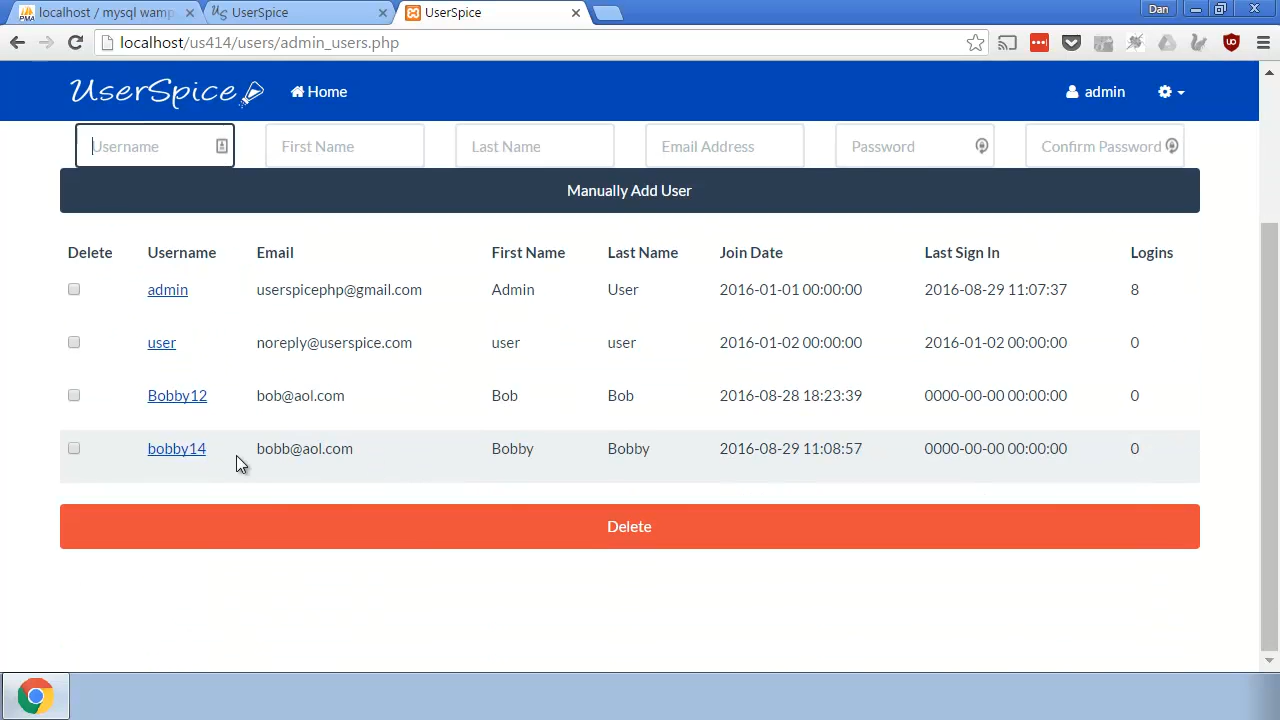 localhost / mysql wamp
UserSpice
UserSpice
Dan
localhost/us414/users/admin_users.php
UserSpice
Home
admin
Username
First Name
Last Name
Email Address
Password
Confirm Password
Manually Add User
Delete Username Email First Name Last Name Join Date Last Sign In Logins
admin userspicephp@gmail.com Admin User 2016-01-01 00:00:00 2016-08-29 11:07:37 8
user noreply@userspice.com user user 2016-01-02 00:00:00 2016-01-02 00:00:00 0
Bobby12 bob@aol.com Bob Bob 2016-08-28 18:23:39 0000-00-00 00:00:00 0
bobby14 bobb@aol.com Bobby Bobby 2016-08-29 11:08:57 0000-00-00 00:00:00 0
Delete